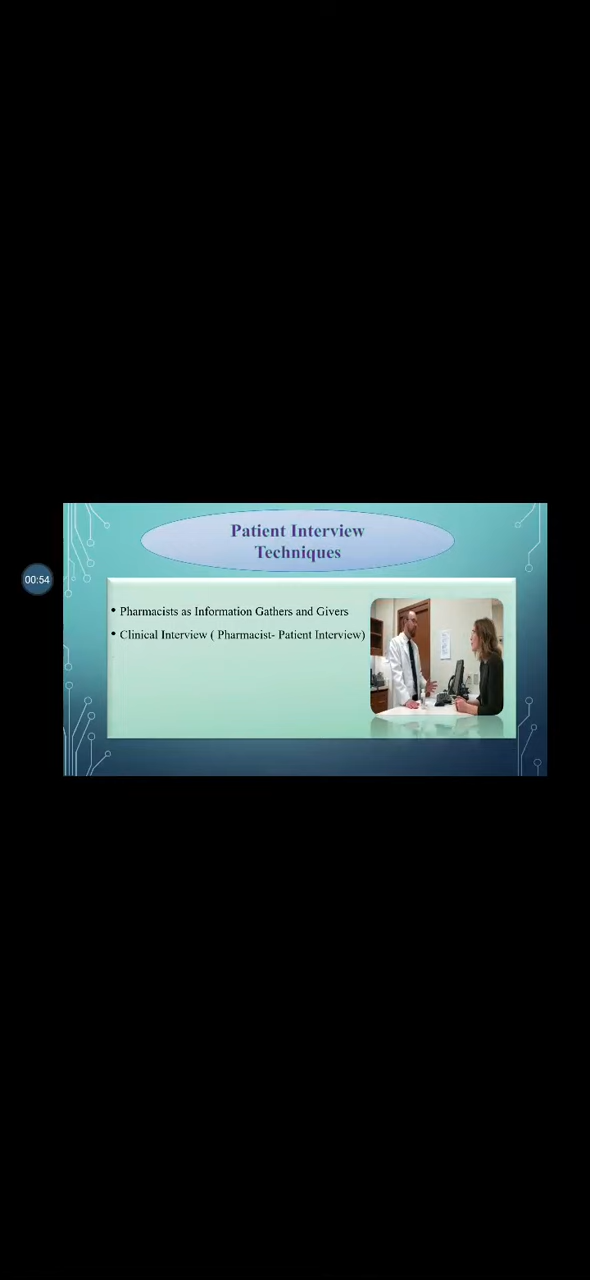 Patient Interview
Techniques
00:54
• Pharmacists as Information Gathers and Givers
• Clinical Interview ( Pharmacist- Patient Interview)